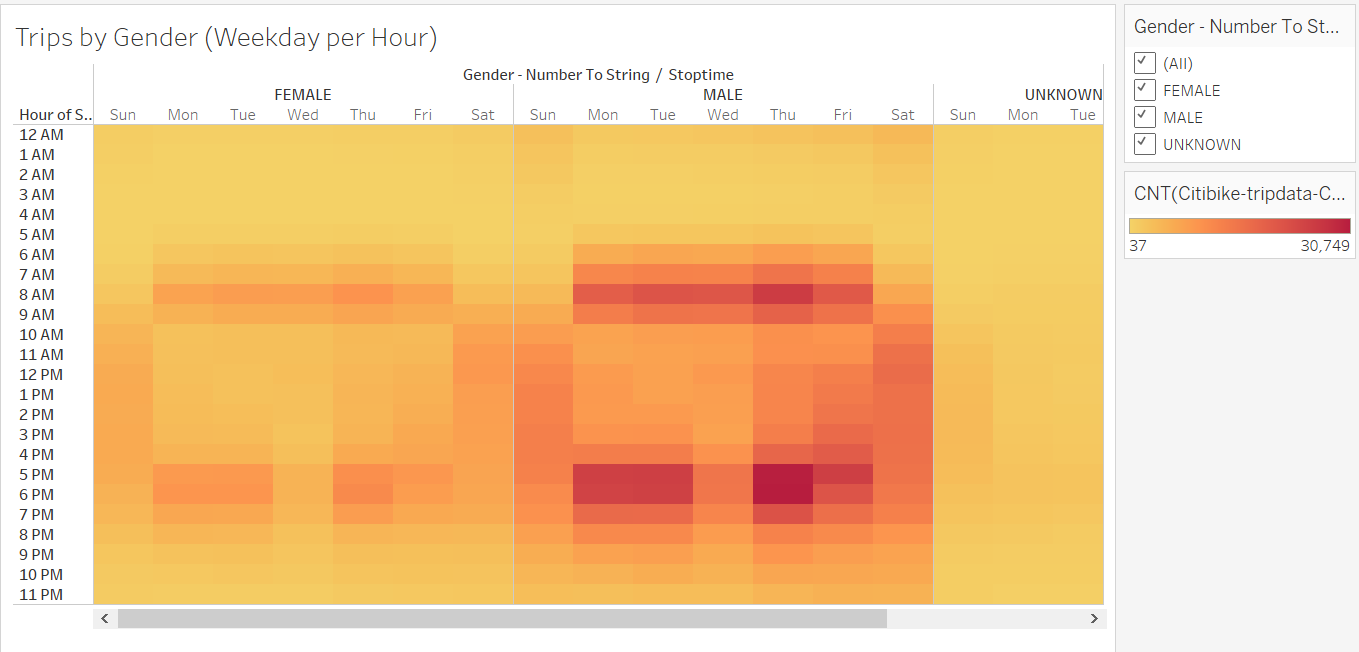 Trips by Gender (Weekday per Hour)
Gender - Number To String / Stoptime
FEMALE MALE UNKNOWN
Hour of S.. Sun Mon Tue Wed Thu Fri Sat Sun Mon Tue Wed Thu Fri Sat Sun Mon Tue
12 AM
1 AM
2 AM
3 AM
4 AM
5 AM
6 AM
7 AM
8 AM
9 AM
10 AM
11 AM
12 PM
1 PM
2 PM
3 PM
4 PM
5 PM
6 PM
7 PM
8 PM
9 PM
10 PM
11 PM
Gender - Number To St...
(All)
FEMALE
MALE
UNKNOWN
CNT(Citibike-tripdata-C...
37 30,749